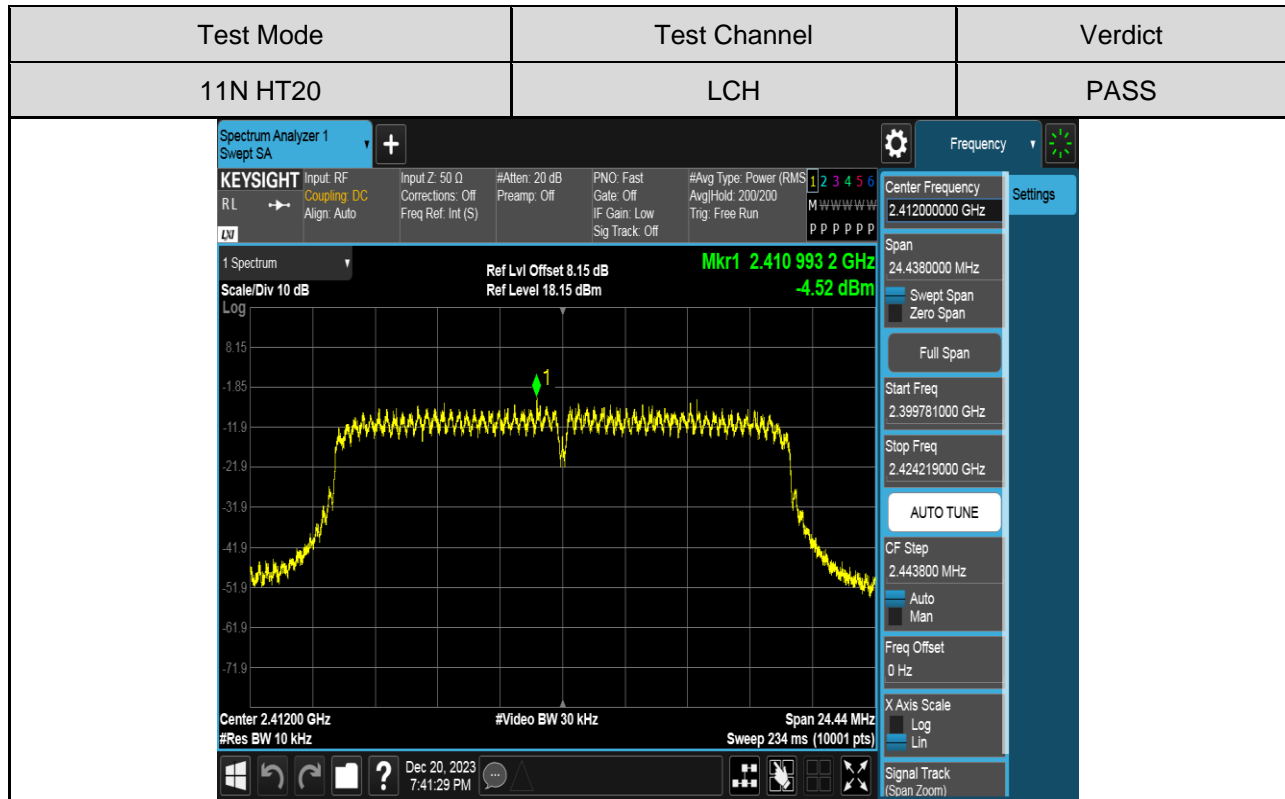 Test Mode Test Channel Verdict
11N HT20 LCH PASS
Spectrum Analyzer 1
Swept SA
+
Frequency
KEYSIGHT
RL
LXI
Input: RF
Coupling: DC
Align: Auto
Input Z: 50 Ω
Corrections: Off
Freq Ref: Int (S)
#Atten: 20 dB
Preamp: Off
PNO: Fast
Gate: Off
IF Gain: Low
Sig Track: Off
#Avg Type: Power (RMS
Avg|Hold: 200/200
Trig: Free Run
1 2 3 4 5 6
M W W W W W
P P P P P P
1 Spectrum
Scale/Div 10 dB
Ref Lvl Offset 8.15 dB
Ref Level 18.15 dBm
Mkr1 2.410 993 2 GHz
-4.52 dBm
Log
8.15
-1.85
-11.9
-21.9
-31.9
-41.9
-51.9
-61.9
-71.9
1
Center 2.41200 GHz
#Res BW 10 kHz
#Video BW 30 kHz
Span 24.44 MHz
Sweep 234 ms (10001 pts)
Settings
Center Frequency
2.412000000 GHz
Span
24.4380000 MHz
Swept Span
Zero Span
Full Span
Start Freq
2.399781000 GHz
Stop Freq
2.424219000 GHz
AUTO TUNE
CF Step
2.443800 MHz
Auto
Man
Freq Offset
0 Hz
X Axis Scale
Log
Lin
Signal Track
(Span Zoom)
?
Dec 20, 2023
7:41:29 PM